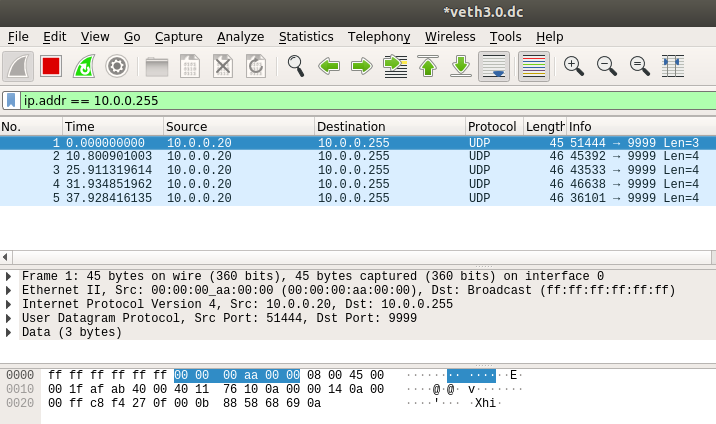 *veth3.0.dc
File Edit View Go Capture Analyze Statistics Telephony Wireless Tools Help
ip.addr == 10.0.0.255
No. Time Source Destination Protocol Length Info
1 0.000000000 10.0.0.20 10.0.0.255 UDP 45 51444 → 9999 Len=3
2 10.800901003 10.0.0.20 10.0.0.255 UDP 46 45392 → 9999 Len=4
3 25.911319614 10.0.0.20 10.0.0.255 UDP 46 43533 → 9999 Len=4
4 31.934851962 10.0.0.20 10.0.0.255 UDP 46 46638 → 9999 Len=4
5 37.928416135 10.0.0.20 10.0.0.255 UDP 46 36101 → 9999 Len=4
Frame 1: 45 bytes on wire (360 bits), 45 bytes captured (360 bits) on interface 0
Ethernet II, Src: 00:00:00_aa:00:00 (00:00:00:aa:00:00), Dst: Broadcast (ff:ff:ff:ff:ff:ff)
Internet Protocol Version 4, Src: 10.0.0.20, Dst: 10.0.0.255
User Datagram Protocol, Src Port: 51444, Dst Port: 9999
Data (3 bytes)
0000 ff ff ff ff ff ff 00 00 00 aa 00 00 08 00 45 00 ·············· E·
0010 00 1f af ab 40 00 40 11 76 10 0a 00 00 14 0a 00 ····@·@· v·······
0020 00 ff c8 f4 27 0f 00 0b 88 58 68 69 0a ····'··· ·Xhi·